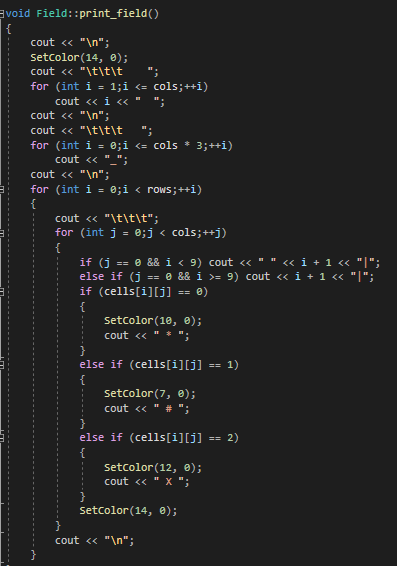 void Field::print_field()
{
    cout << "\n";
    SetColor(14, 0);
    cout << "\t\t\t    ";
    for (int i = 1;i <= cols;++i)
        cout << i << "  ";
    cout << "\n";
    cout << "\t\t\t   ";
    for (int i = 0;i <= cols * 3;++i)
        cout << "_";
    cout << "\n";
    for (int i = 0;i < rows;++i)
    {
        cout << "\t\t\t";
        for (int j = 0;j < cols;++j)
        {
            if (j == 0 && i < 9) cout << " " << i + 1 << "|";
            else if (j == 0 && i >= 9) cout << i + 1 << "|";
            if (cells[i][j] == 0)
            {
                SetColor(10, 0);
                cout << " * ";
            }
            else if (cells[i][j] == 1)
            {
                SetColor(7, 0);
                cout << " # ";
            }
            else if (cells[i][j] == 2)
            {
                SetColor(12, 0);
                cout << " X ";
            }
            SetColor(14, 0);
        }
        cout << "\n";
    }